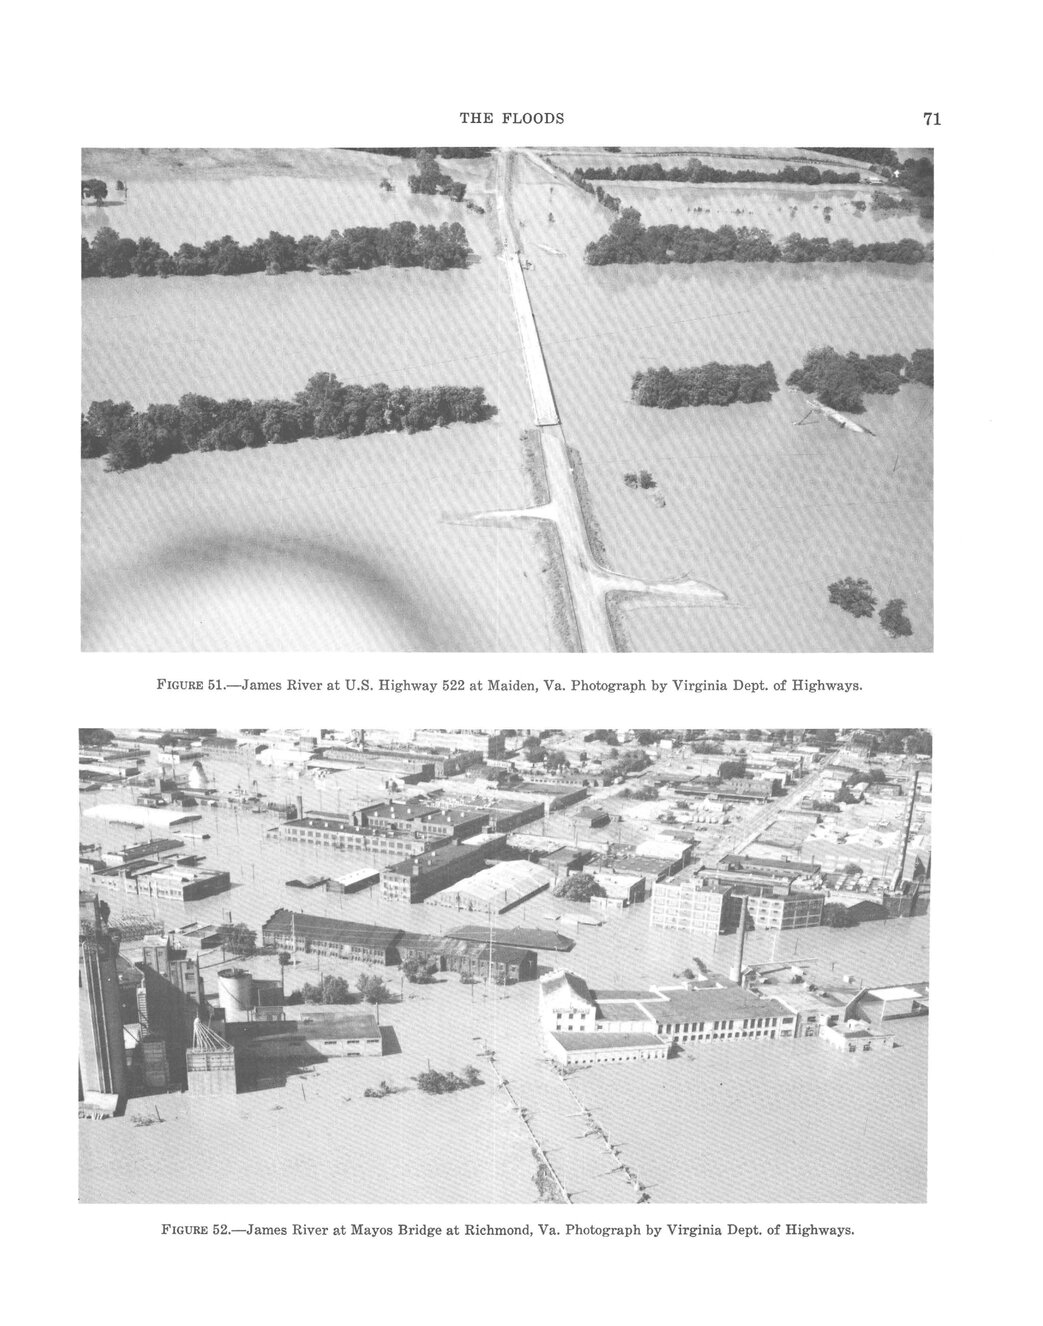 THE FLOODS 71
FIGURE 51.—James River at U.S. Highway 522 at Maiden, Va. Photograph by Virginia Dept. of Highways.
FIGURE 52.—James River at Mayos Bridge at Richmond, Va. Photograph by Virginia Dept. of Highways.